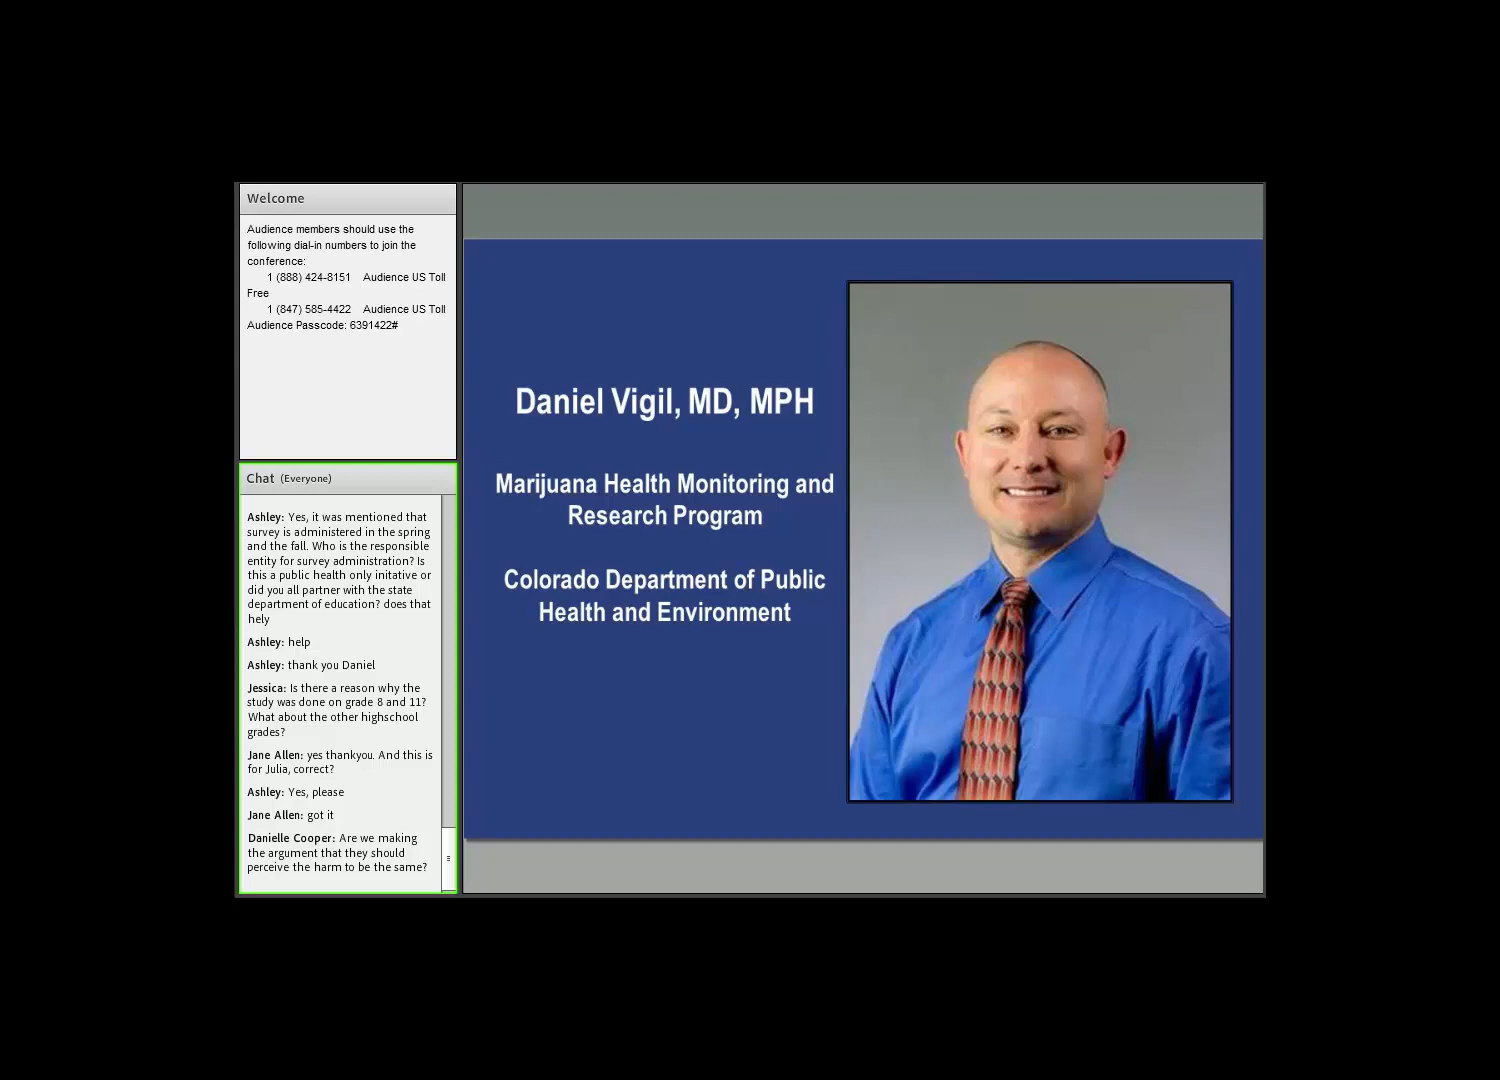 Welcome
Audience members should use the
following dial-in numbers to join the
conference:
1 (888) 424-8151 Audience US Toll
Free
1 (847) 585-4422 Audience US Toll
Audience Passcode: 6391422#
Chat (Everyone)
Ashley: Yes, it was mentioned that
survey is administered in the spring
and the fall. Who is the responsible
entity for survey administration? Is
this a public health only initative or
did you all partner with the state
department of education? does that
hely
Ashley: help
Ashley: thank you Daniel
Jessica: Is there a reason why the
study was done on grade 8 and 11?
What about the other highschool
grades?
Jane Allen: yes thankyou. And this is
for Julia, correct?
Ashley: Yes, please
Jane Allen: got it
Danielle Cooper: Are we making
the argument that they should
perceive the harm to be the same?
Daniel Vigil, MD, MPH
Marijuana Health Monitoring and
Research Program
Colorado Department of Public
Health and Environment